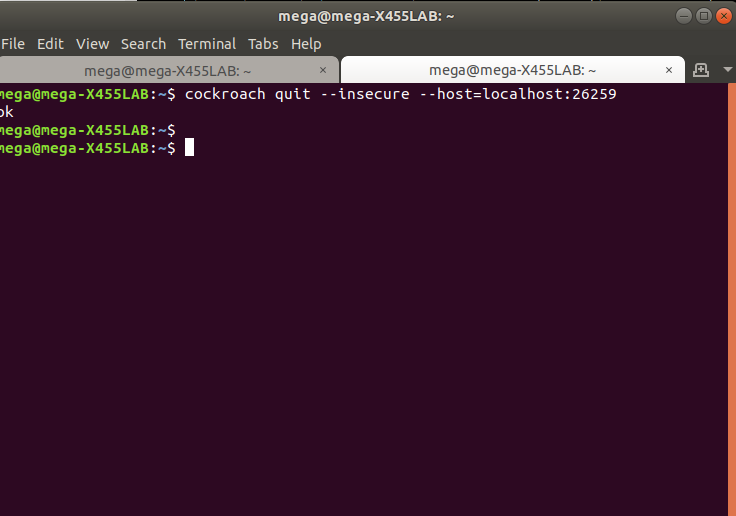 mega@mega-X455LAB: ~
File Edit View Search Terminal Tabs Help
mega@mega-X455LAB: ~ × mega@mega-X455LAB: ~ ×
mega@mega-X455LAB:~$ cockroach quit --insecure --host=localhost:26259
ok
mega@mega-X455LAB:~$
mega@mega-X455LAB:~$